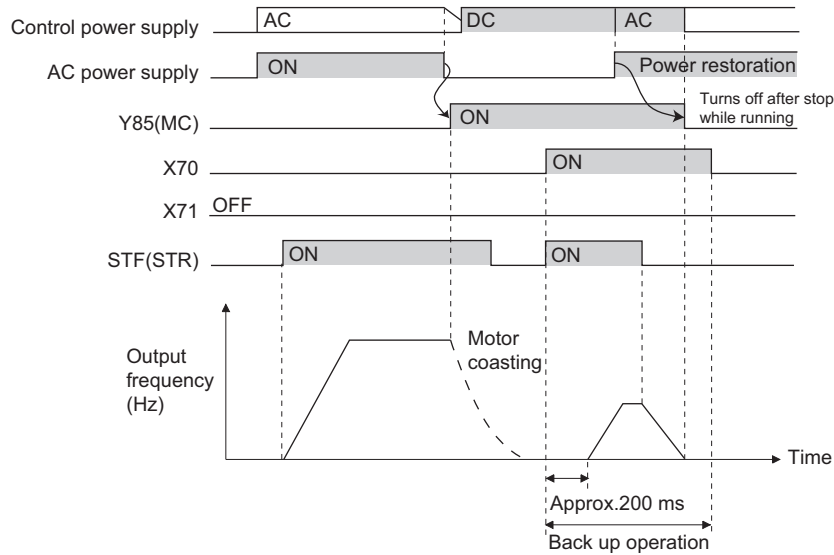 Control power supply
AC
DC
AC
AC power supply
ON
Power restoration
Y85(MC)
ON
Turns off after stop
while running
X70
ON
X71
OFF
STF(STR)
ON
ON
Output
frequency
(Hz)
Motor
coasting
Time
Approx.200 ms
Back up operation